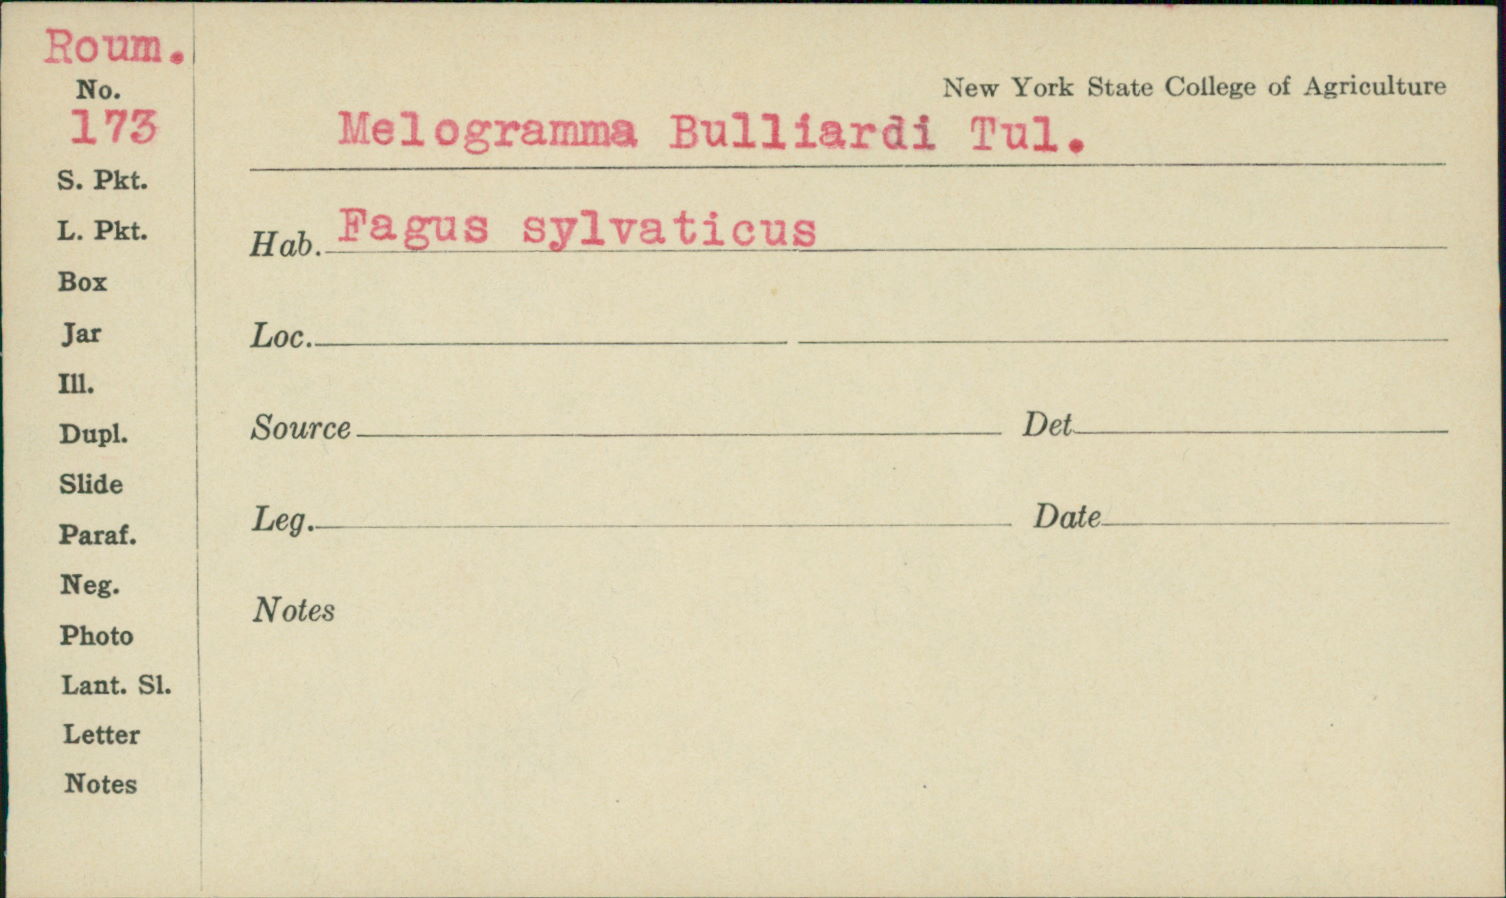 Roum.
No.
173
S. Pkt.
L. Pkt.
Box
Jar
Ill.
Dupl.
Slide
Paraf.
Neg.
Photo
Lant. Sl.
Letter
Notes
New York State College of Agriculture
Melogramma Bulliardi Tul.
Hab. Fagus sylvaticus
Loc.
Source Det
Leg. Date
Notes